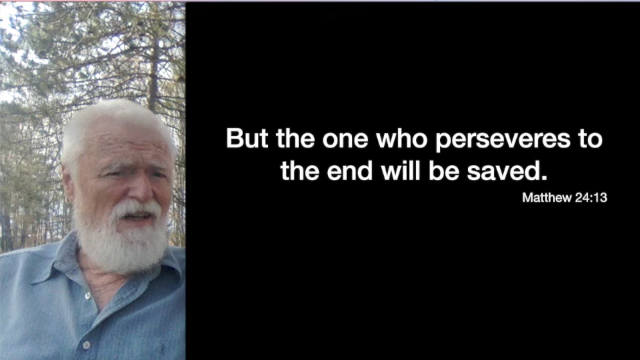 But the one who perseveres to
the end will be saved.
Matthew 24:13